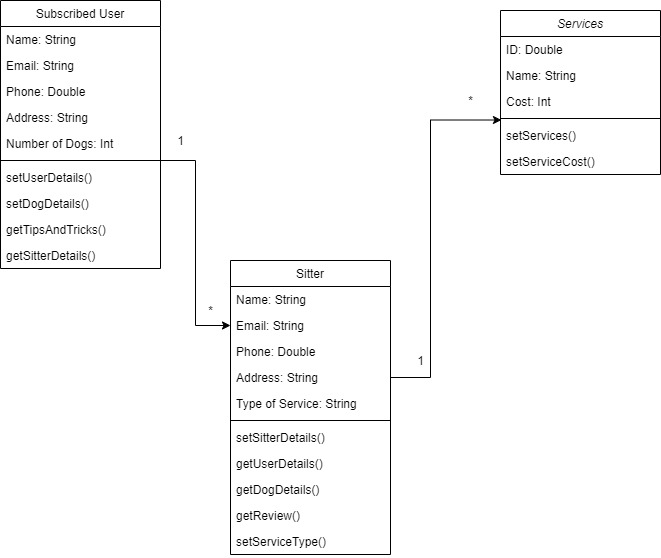 Subscribed User
Name: String
Email: String
Phone: Double
Address: String
Number of Dogs: Int
setUserDetails()
setDogDetails()
getTipsAndTricks()
getSitterDetails()
1
*
Sitter
Name: String
Email: String
Phone: Double
Address: String
Type of Service: String
setSitterDetails()
getUserDetails()
getDogDetails()
getReview()
setServiceType()
1
*
Services
ID: Double
Name: String
Cost: Int
setServices()
setServiceCost()